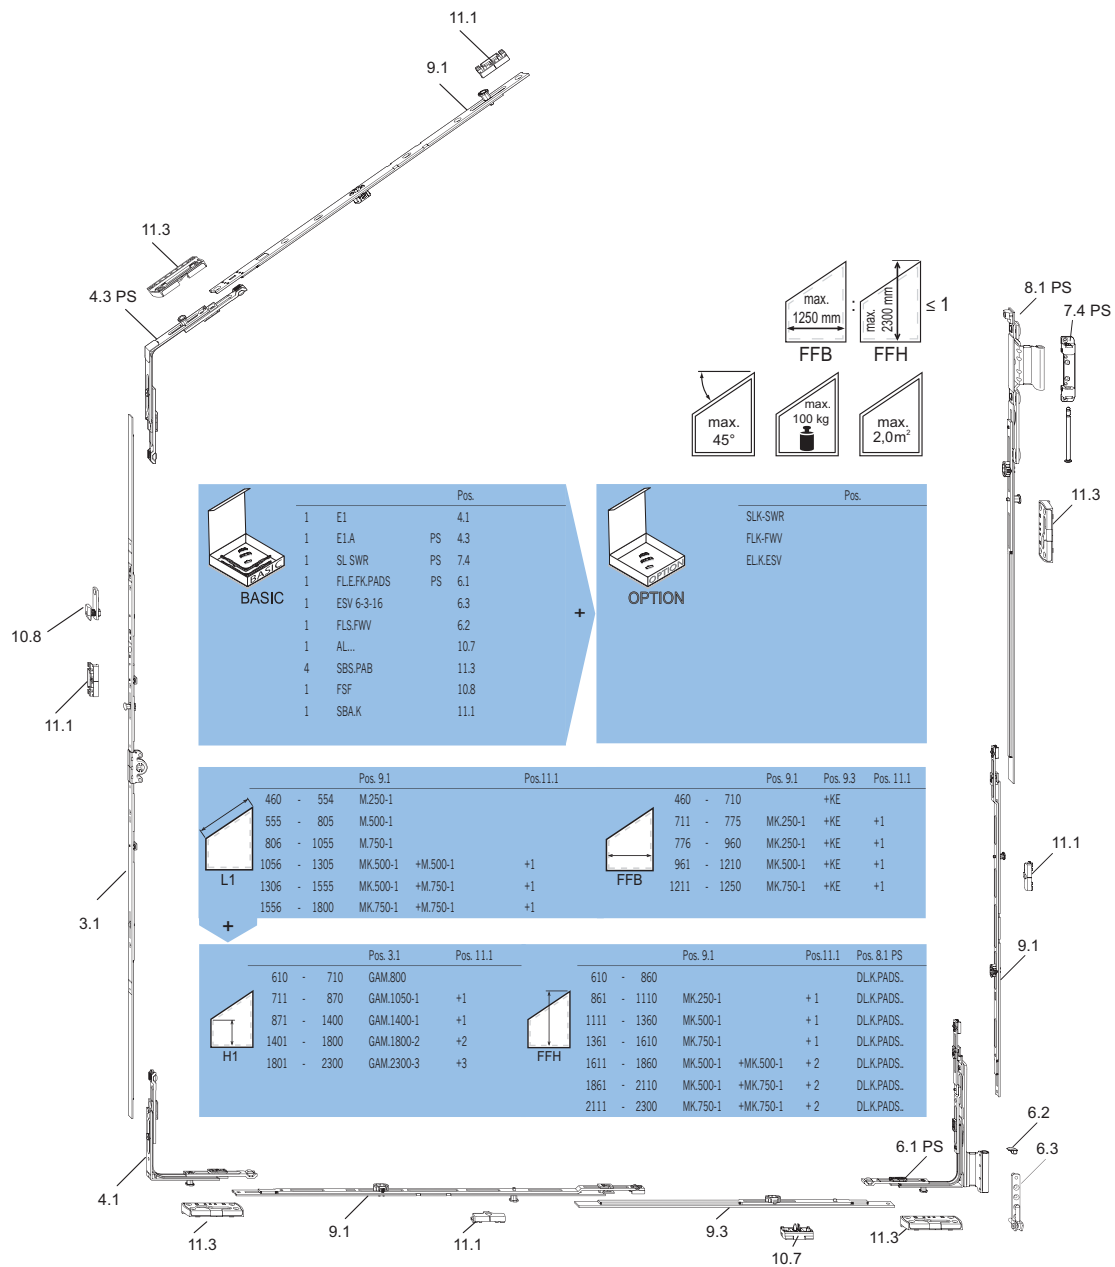 11.1
9.1
11.3
4.3 PS
max.
1250 mm
FFB
:
max.
2300 mm
FFH
≤ 1
max.
45°
max.
100 kg
max.
2,0m²
8.1 PS
7.4 PS
11.3
BASIC
BASIC
Pos.
1 E1 4.1
1 E1.A PS 4.3
1 SL SWR PS 7.4
1 FL.E.FK.PADS PS 6.1
1 ESV 6-3-16 6.3
1 FLS.FWV 6.2
1 AL... 10.7
4 SBS.PAB 11.3
1 FSF 10.8
1 SBA.K 11.1
+
OPTION
OPTION
Pos.
SLK-SWR
FLK-FWV
EL.K.ESV
10.8
11.1
3.1
L1
Pos. 9.1 Pos.11.1
460 - 554 M.250-1
555 - 805 M.500-1
806 - 1055 M.750-1
1056 - 1305 MK.500-1 +M.500-1 +1
1306 - 1555 MK.500-1 +M.750-1 +1
1556 - 1800 MK.750-1 +M.750-1 +1
+
FFB
Pos. 9.1 Pos. 9.3 Pos. 11.1
460 - 710 +KE
711 - 775 MK.250-1 +KE +1
776 - 960 MK.250-1 +KE +1
961 - 1210 MK.500-1 +KE +1
1211 - 1250 MK.750-1 +KE +1
H1
Pos. 3.1 Pos. 11.1
610 - 710 GAM.800
711 - 870 GAM.1050-1 +1
871 - 1400 GAM.1400-1 +1
1401 - 1800 GAM.1800-2 +2
1801 - 2300 GAM.2300-3 +3
FFH
Pos. 9.1 Pos.11.1 Pos. 8.1 PS
610 - 860 DL.K.PADS..
861 - 1110 MK.250-1 + 1 DL.K.PADS..
1111 - 1360 MK.500-1 + 1 DL.K.PADS..
1361 - 1610 MK.750-1 + 1 DL.K.PADS..
1611 - 1860 MK.500-1 +MK.500-1 + 2 DL.K.PADS..
1861 - 2110 MK.500-1 +MK.750-1 + 2 DL.K.PADS..
2111 - 2300 MK.750-1 +MK.750-1 + 2 DL.K.PADS..
11.1
9.1
6.2
6.3
6.1 PS
4.1
11.3
9.1
11.1
9.3
10.7
11.3